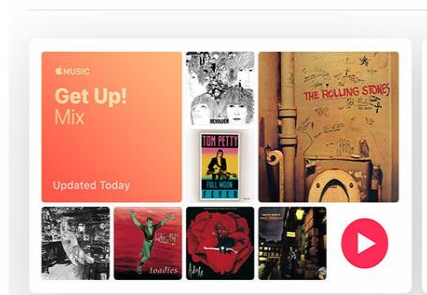 MUSIC
Get Up!
Mix
Updated Today
REVOLVER
THE ROLLING STONES
TOM PETTY
FULL MOON
FEVER
toadies